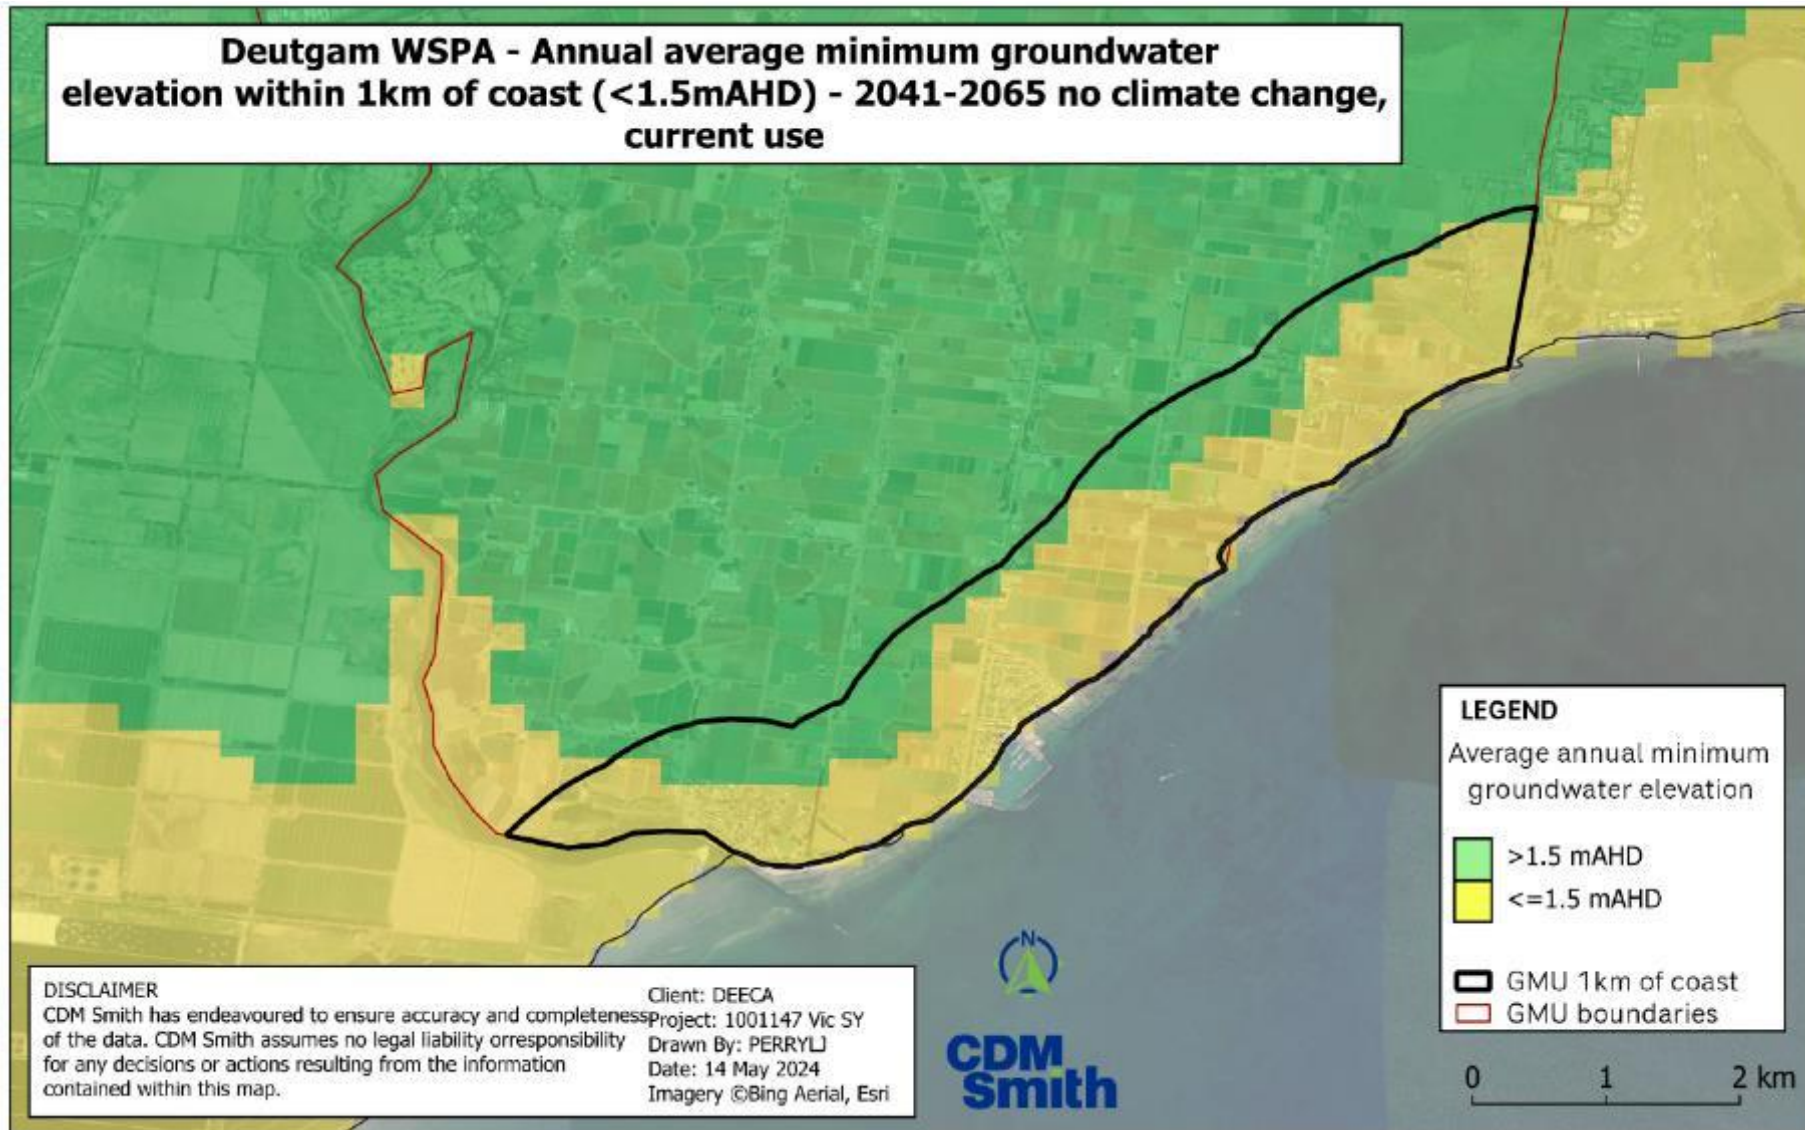 Deutgam WSPA - Annual average minimum groundwater
elevation within 1km of coast (<1.5mAHD) - 2041-2065 no climate change,
current use
LEGEND
Average annual minimum
groundwater elevation
>1.5 mAHD
<=1.5 mAHD
GMU 1km of coast
GMU boundaries
0 1 2 km
N
CDM
Smith
DISCLAIMER
CDM Smith has endeavoured to ensure accuracy and completeness
of the data. CDM Smith assumes no legal liability orresponsibility
for any decisions or actions resulting from the information
contained within this map.
Client: DEECA
Project: 1001147 Vic SY
Drawn By: PERRYLJ
Date: 14 May 2024
Imagery ©Bing Aerial, Esri